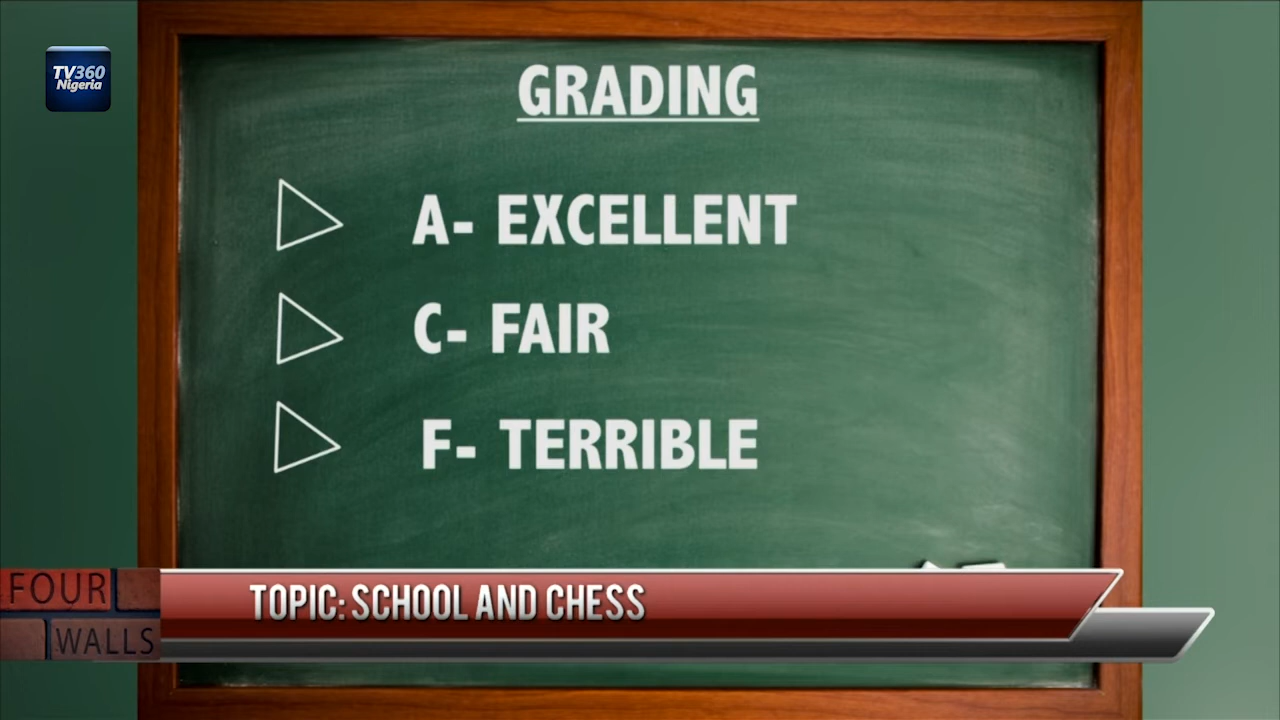 TV360
Nigeria
GRADING
A- EXCELLENT
C- FAIR
F- TERRIBLE
FOUR
WALLS
TOPIC: SCHOOL AND CHESS